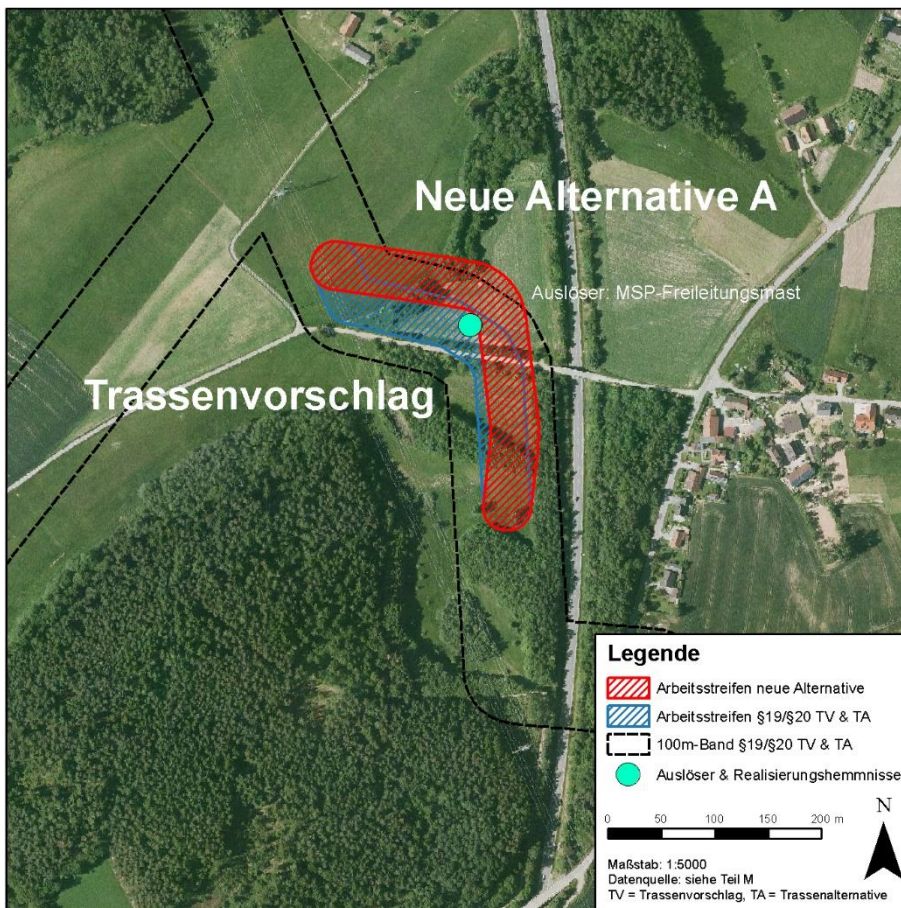 Neue Alternative A
Auslöser: MSP-Freileitungsmast
Trassenvorschlag
Legende
Arbeitsstreifen neue Alternative
Arbeitsstreifen §19/§20 TV & TA
100m-Band §19/§20 TV & TA
Auslöser & Realisierungshemmnisse
0 50 100 150 200 m
N
Maßstab: 1:5000
Datenquelle: siehe Teil M
TV = Trassenvorschlag, TA = Trassenalternative